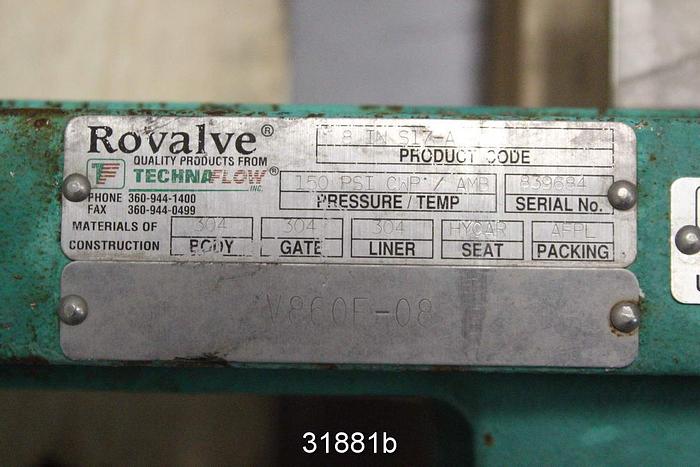 Rovalve®
QUALITY PRODUCTS FROM
TF TECHNAFLOW® INC.
PHONE 360-944-1400
FAX 360-944-0499
8 IN S17-A
PRODUCT CODE
150 PSI CWP / AMB
PRESSURE / TEMP
839684
SERIAL No.
MATERIALS OF
CONSTRUCTION
304 304 304 HYCAR AFPL
BODY GATE LINER SEAT PACKING
V860F-08
31881b